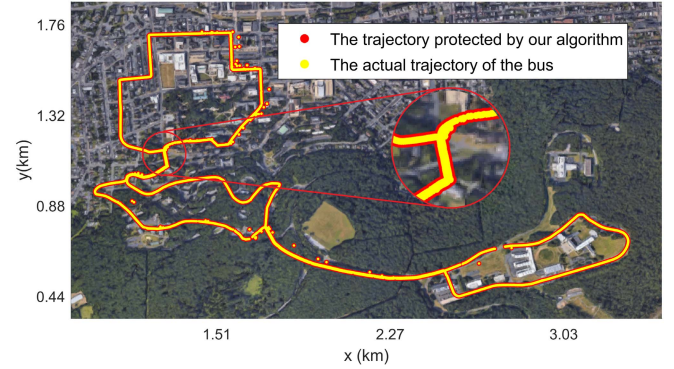 1.76
The trajectory protected by our algorithm
The actual trajectory of the bus
1.32
y(km)
0.88
0.44
1.51
2.27
3.03
x (km)